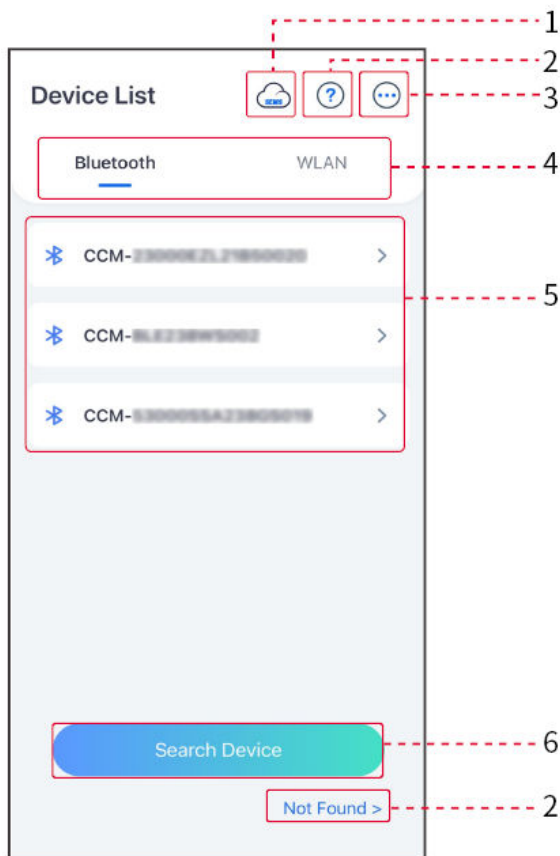 1
2
Device List
3
Bluetooth WLAN
4
CCM-
5
CCM-
CCM-
Search Device
6
Not Found >
2